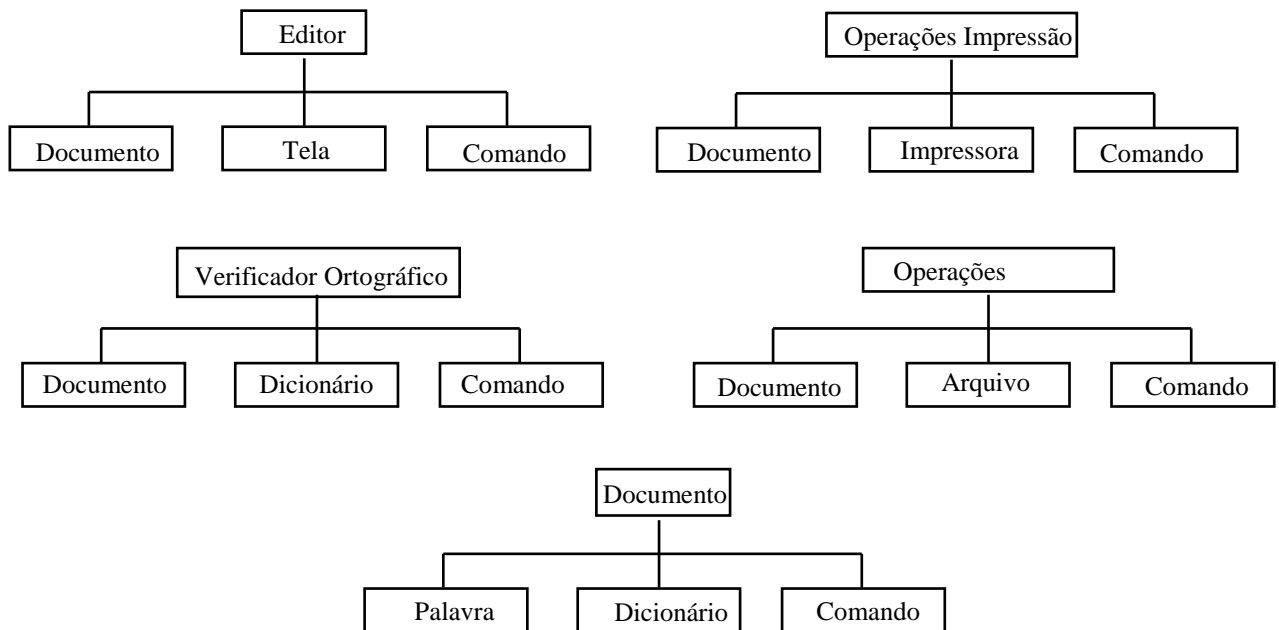 Editor
Operações Impressão
Documento
Tela
Comando
Documento
Impressora
Comando
Verificador Ortográfico
Operações
Documento
Dicionário
Comando
Documento
Arquivo
Comando
Documento
Palavra
Dicionário
Comando